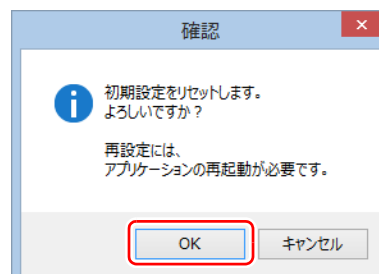 確認
初期設定をリセットします。
よろしいですか？
再設定には、
アプリケーションの再起動が必要です。
OK
キャンセル